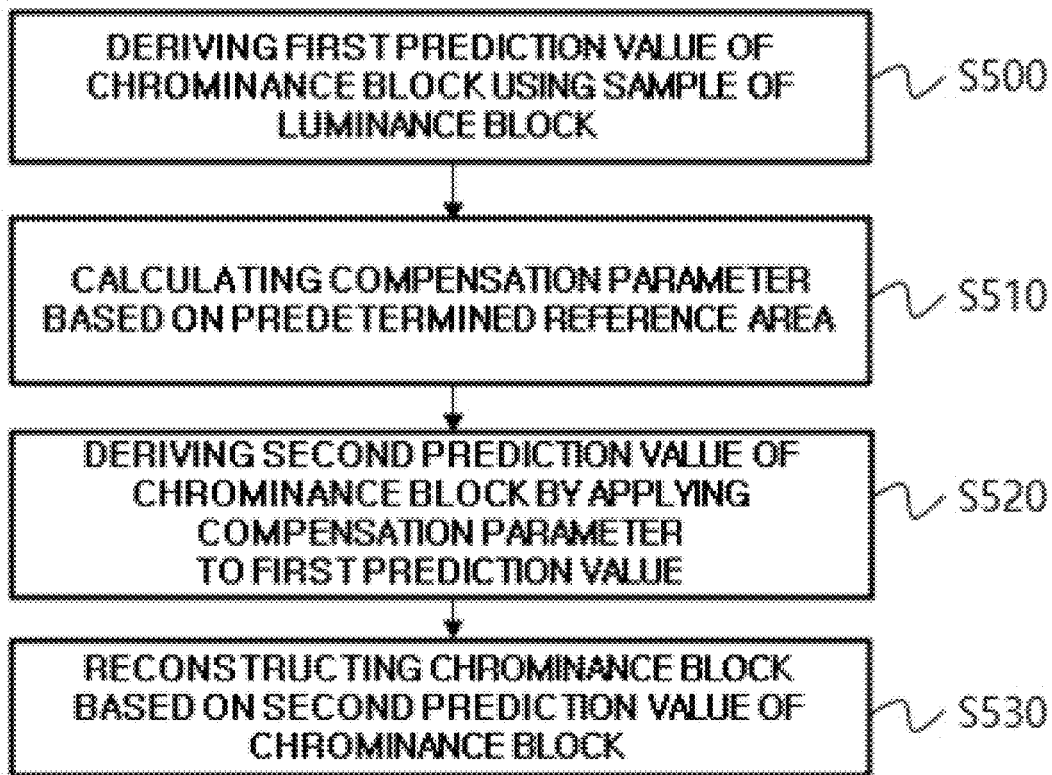 DERIVING FIRST PREDICTION VALUE OF
CHROMINANCE BLOCK USING SAMPLE OF
LUMINANCE BLOCK
S500
CALCULATING COMPENSATION PARAMETER
BASED ON PREDETERMINED REFERENCE AREA
S510
DERIVING SECOND PREDICTION VALUE OF
CHROMINANCE BLOCK BY APPLYING
COMPENSATION PARAMETER
TO FIRST PREDICTION VALUE
S520
RECONSTRUCTING CHROMINANCE BLOCK
BASED ON SECOND PREDICTION VALUE OF
CHROMINANCE BLOCK
S530